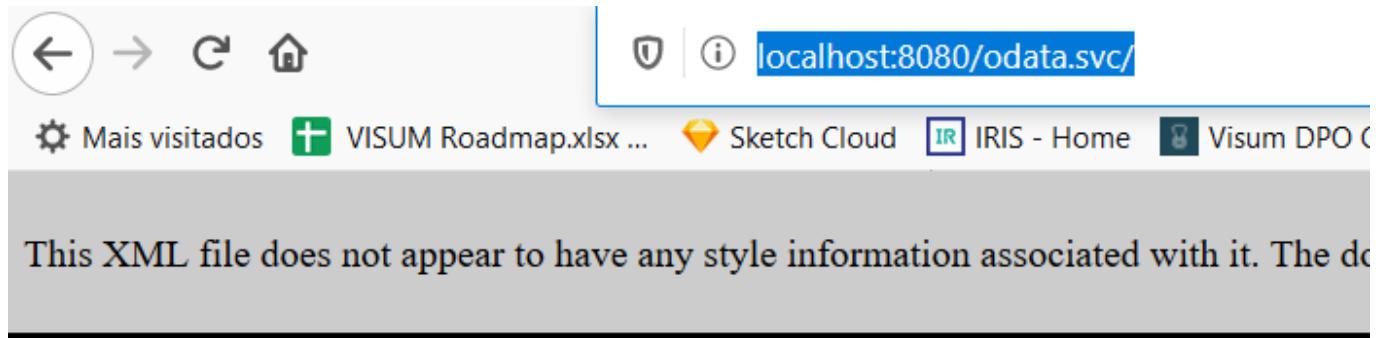 localhost:8080/odata.svc/
Mais visitados VISUM Roadmap.xlsx ... Sketch Cloud IR IRIS - Home Visum DPO
This XML file does not appear to have any style information associated with it. The